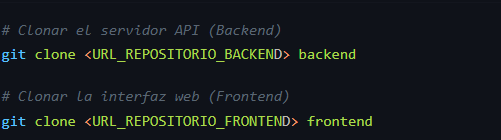 # Clonar el servidor API (Backend)
git clone <URL_REPOSITORIO_BACKEND> backend
# Clonar la interfaz web (Frontend)
git clone <URL_REPOSITORIO_FRONTEND> frontend